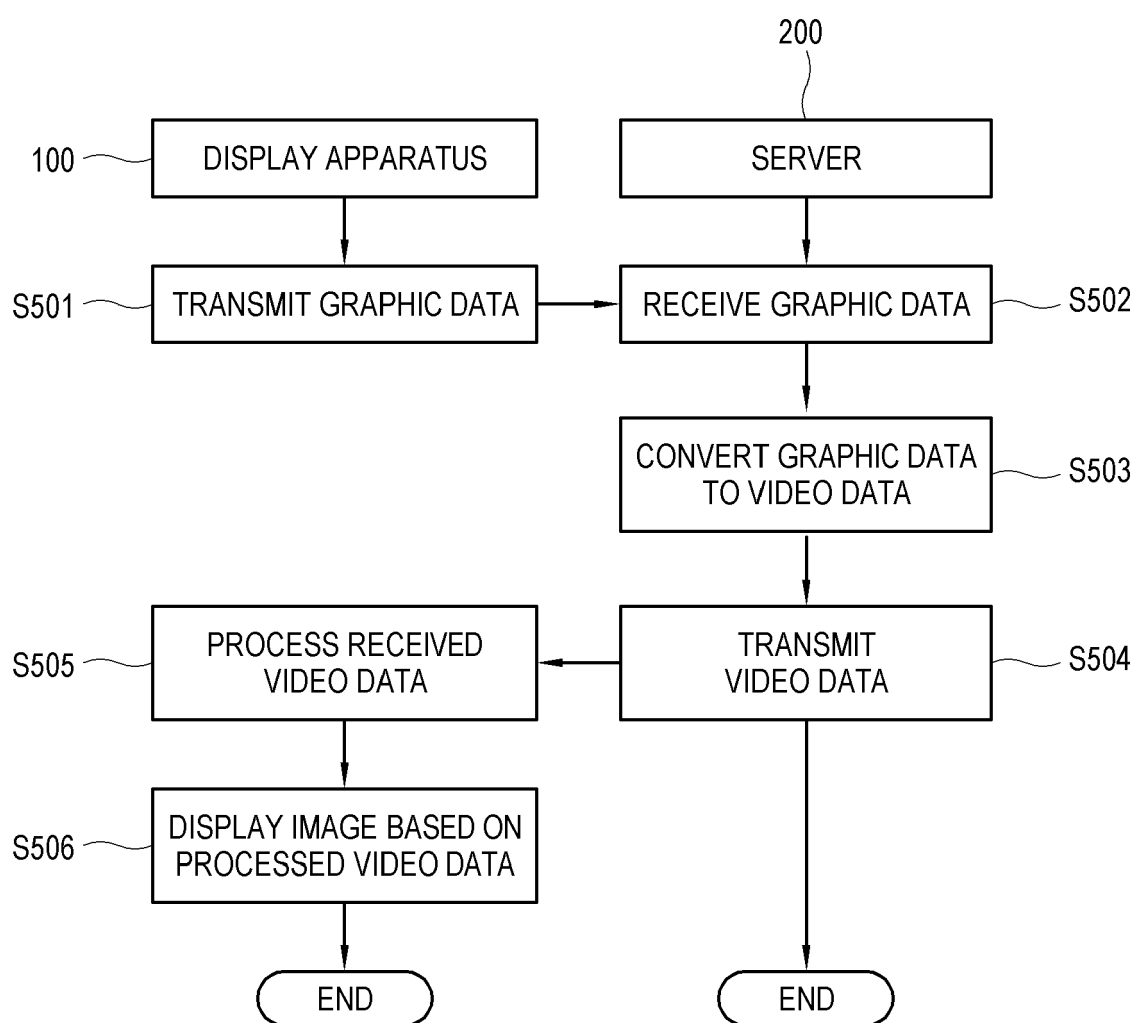 200
100
DISPLAY APPARATUS
SERVER
S501
TRANSMIT GRAPHIC DATA
RECEIVE GRAPHIC DATA
S502
CONVERT GRAPHIC DATA
TO VIDEO DATA
S503
S505
PROCESS RECEIVED
VIDEO DATA
TRANSMIT
VIDEO DATA
S504
S506
DISPLAY IMAGE BASED ON
PROCESSED VIDEO DATA
END
END